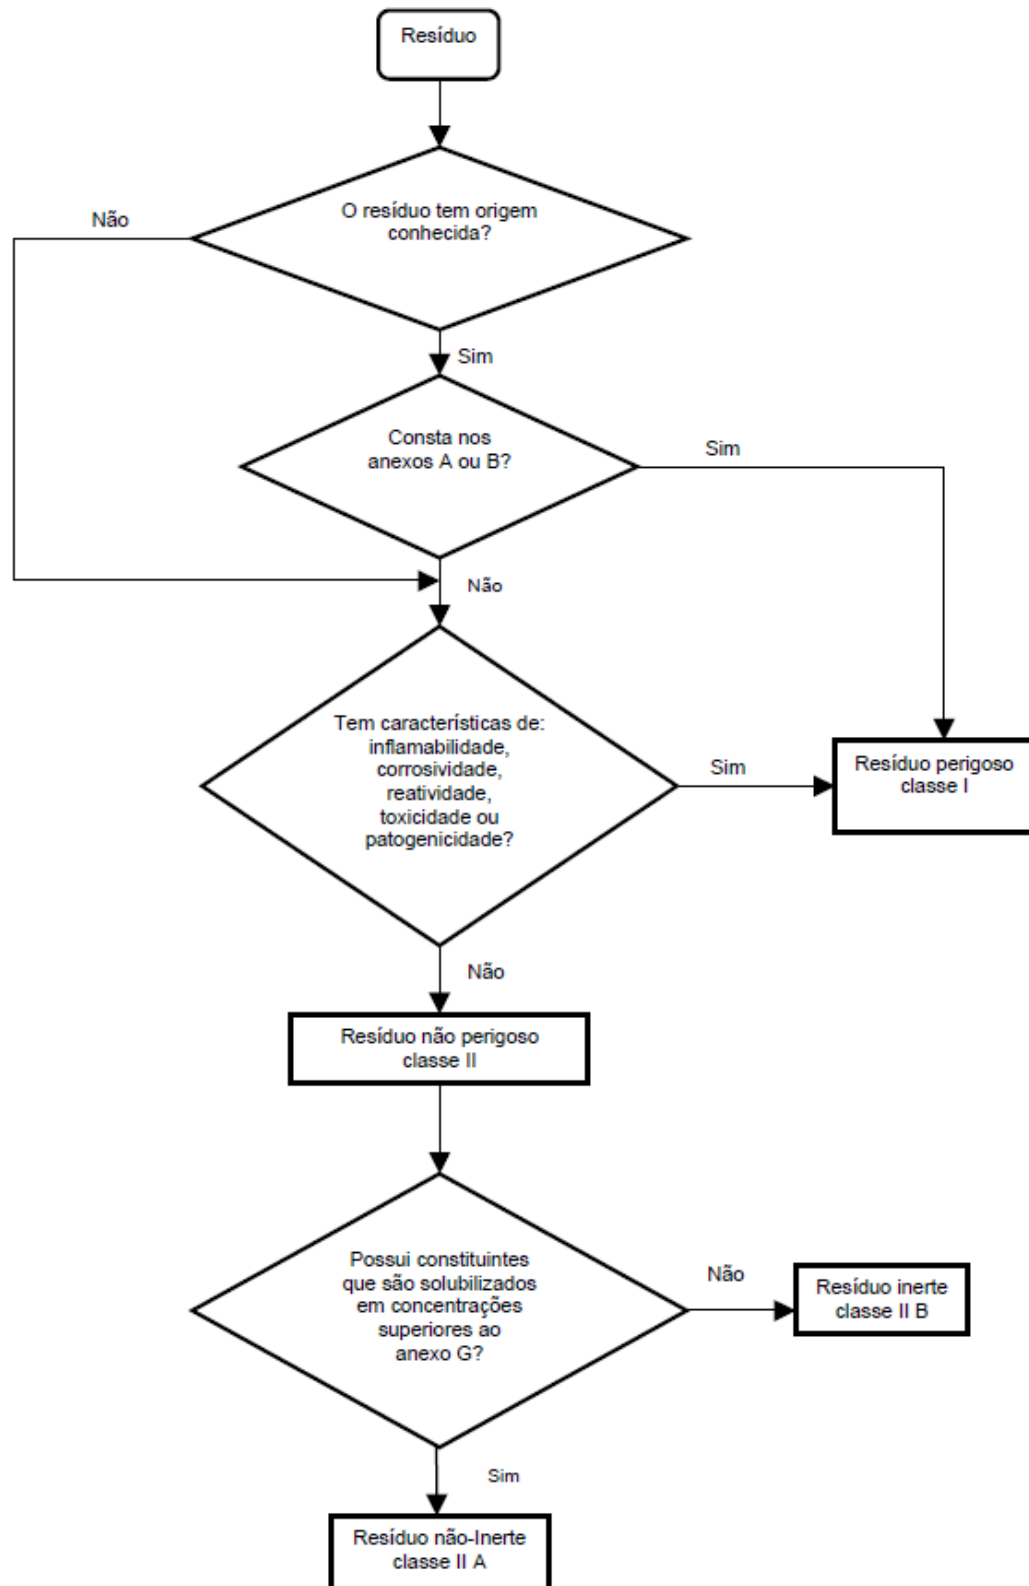 Resíduo
O resíduo tem origem
conhecida?
Não
Sim
Consta nos
anexos A ou B?
Sim
Não
Tem características de:
inflamabilidade,
corrosividade,
reatividade,
toxicidade ou
patogenicidade?
Sim
Resíduo perigoso
classe I
Não
Resíduo não perigoso
classe II
Possui constituintes
que são solubilizados
em concentrações
superiores ao
anexo G?
Não
Resíduo inerte
classe II B
Sim
Resíduo não-Inerte
classe II A